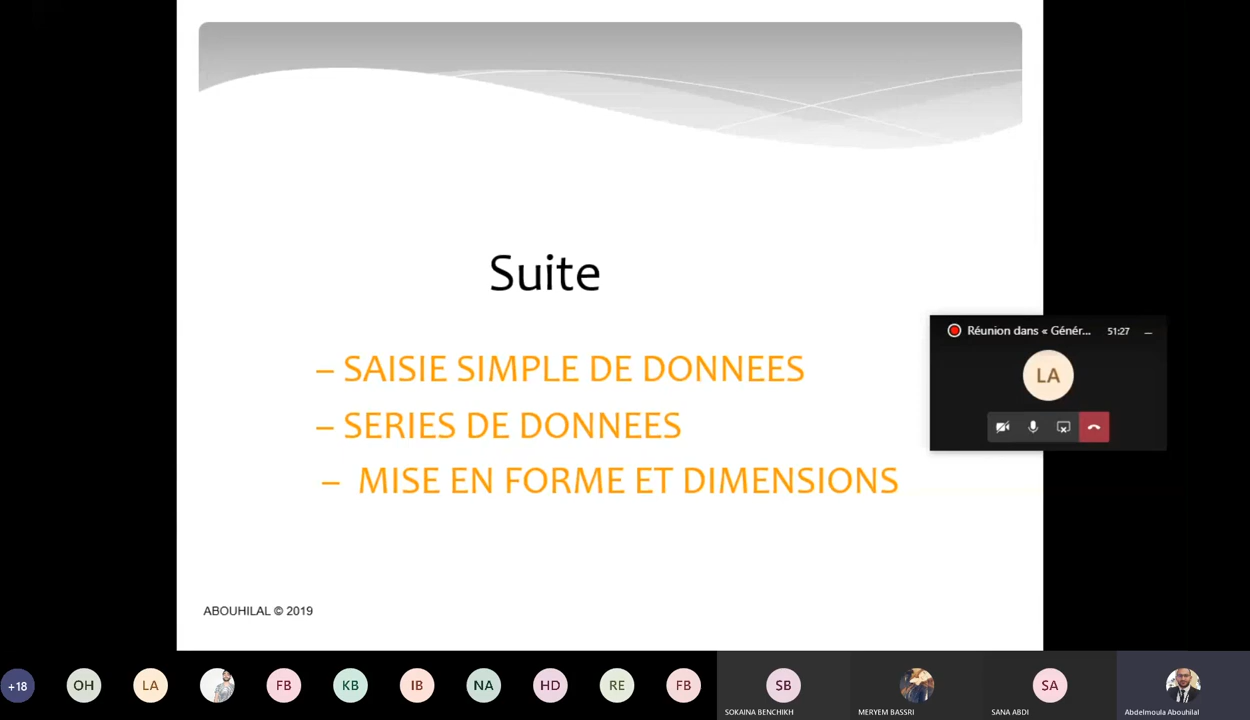 Suite
– SAISIE SIMPLE DE DONNEES
– SERIES DE DONNEES
– MISE EN FORME ET DIMENSIONS
ABOUHILAL © 2019
Réunion dans « Génér... 51:27
LA
+18 OH LA FB KB IB NA HD RE FB SB SA
SOKAINA BENCHIKH MERYEM BASSRI SANA ABDI Abdelmoula Abouhilal